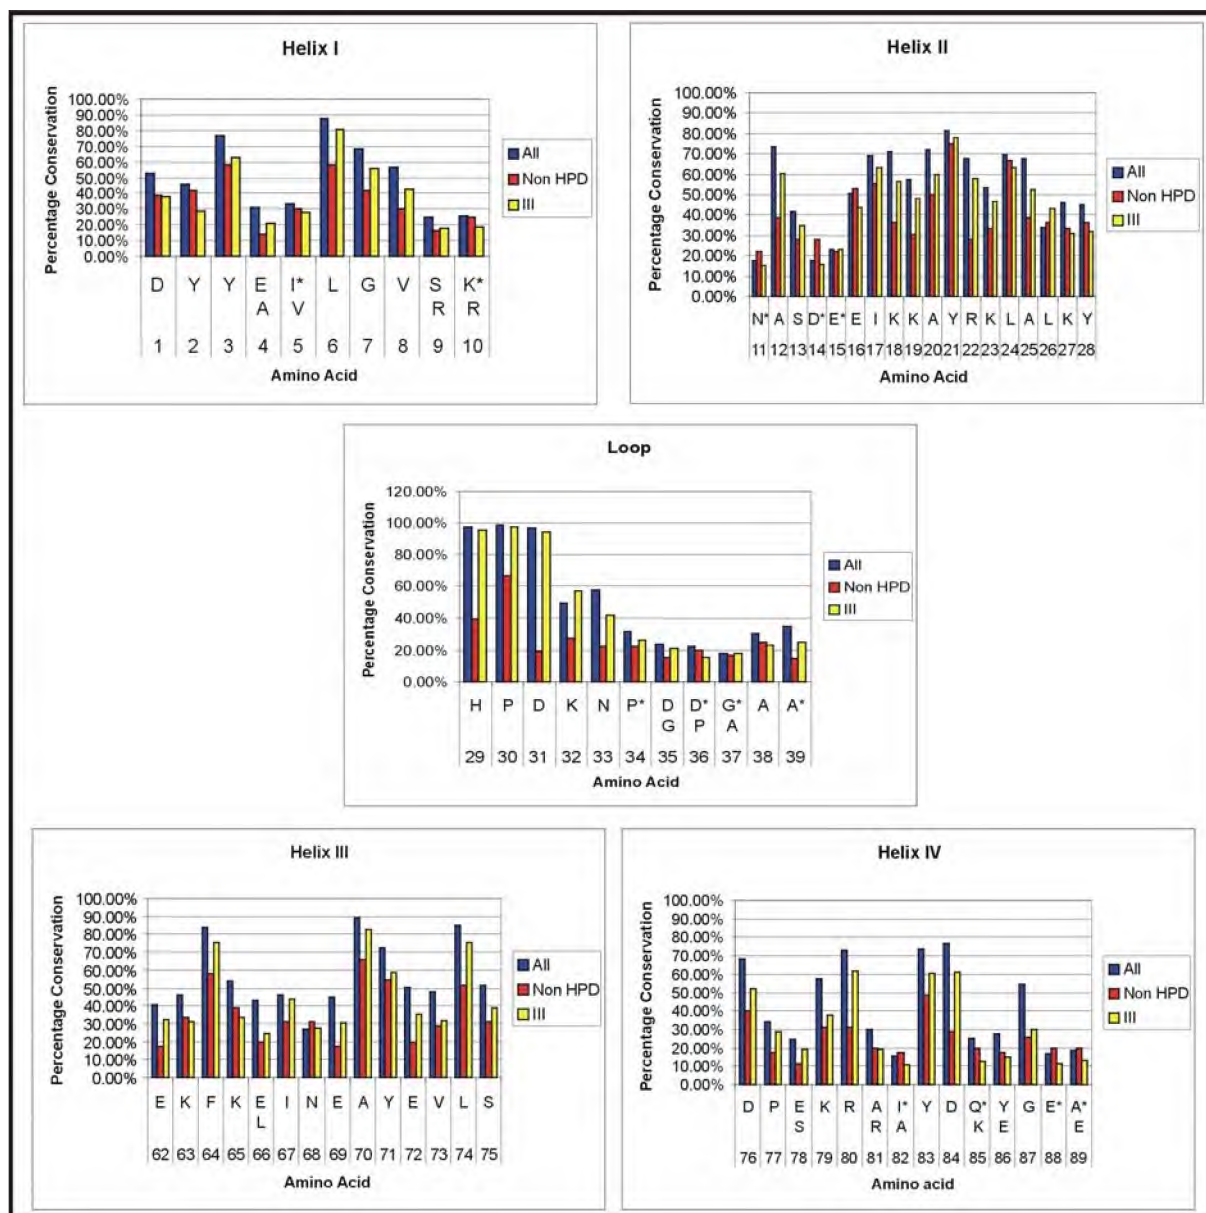 Helix I
Percentage Conservation
100.00%
90.00%
80.00%
70.00%
60.00%
50.00%
40.00%
30.00%
20.00%
10.00%
0.00%
D Y Y E I* L G V S K*
A V R R
1 2 3 4 5 6 7 8 9 10
Amino Acid
All
Non HPD
III
Helix II
Percentage Conservation
100.00%
90.00%
80.00%
70.00%
60.00%
50.00%
40.00%
30.00%
20.00%
10.00%
0.00%
N* A S D* E* E I K K A Y R K L A L K Y
11 12 13 14 15 16 17 18 19 20 21 22 23 24 25 26 27 28
Amino Acid
All
Non HPD
III
Loop
Percentage Conservation
120.00%
100.00%
80.00%
60.00%
40.00%
20.00%
0.00%
H P D K N P* D D* G* A A*
G P A
29 30 31 32 33 34 35 36 37 38 39
Amino Acid
All
Non HPD
III
Helix III
Percentage Conservation
100.00%
90.00%
80.00%
70.00%
60.00%
50.00%
40.00%
30.00%
20.00%
10.00%
0.00%
E K F K E I N E A Y E V L S
L
62 63 64 65 66 67 68 69 70 71 72 73 74 75
Amino Acid
All
Non HPD
III
Helix IV
Percentage Conservation
100.00%
90.00%
80.00%
70.00%
60.00%
50.00%
40.00%
30.00%
20.00%
10.00%
0.00%
D P E K R A I* Y D Q* Y G E* A*
S R A K E E
76 77 78 79 80 81 82 83 84 85 86 87 88 89
Amino acid
All
Non HPD
III